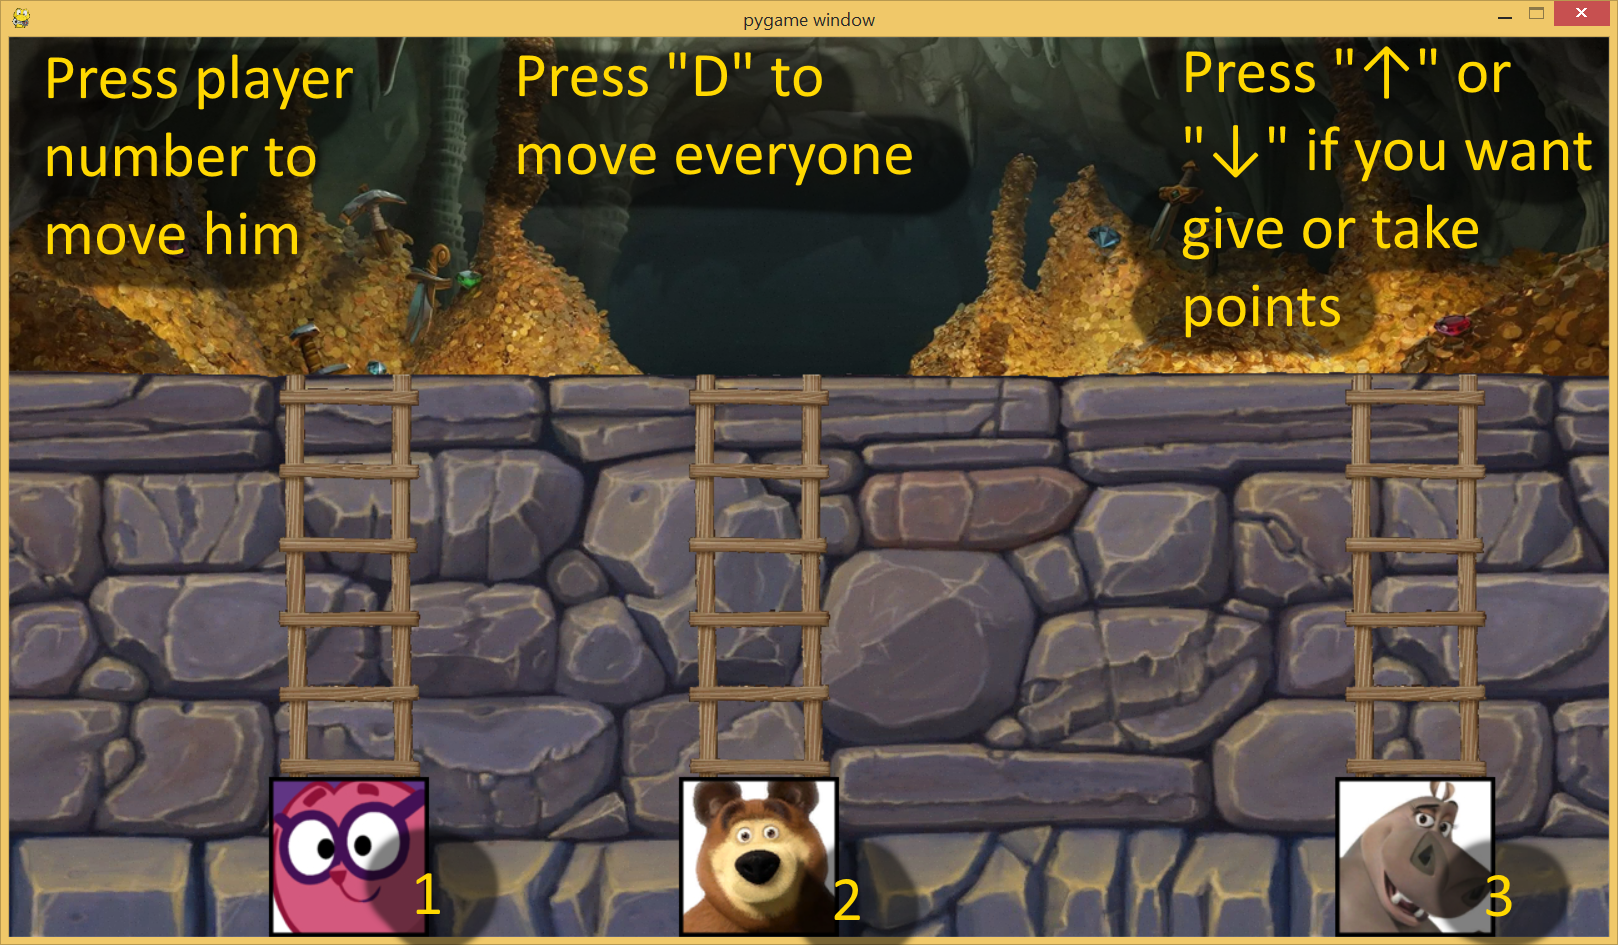 pygame window
Press player
number to
move him
Press "D" to
move everyone
Press "↑" or
"↓" if you want
give or take
points
1
2
3